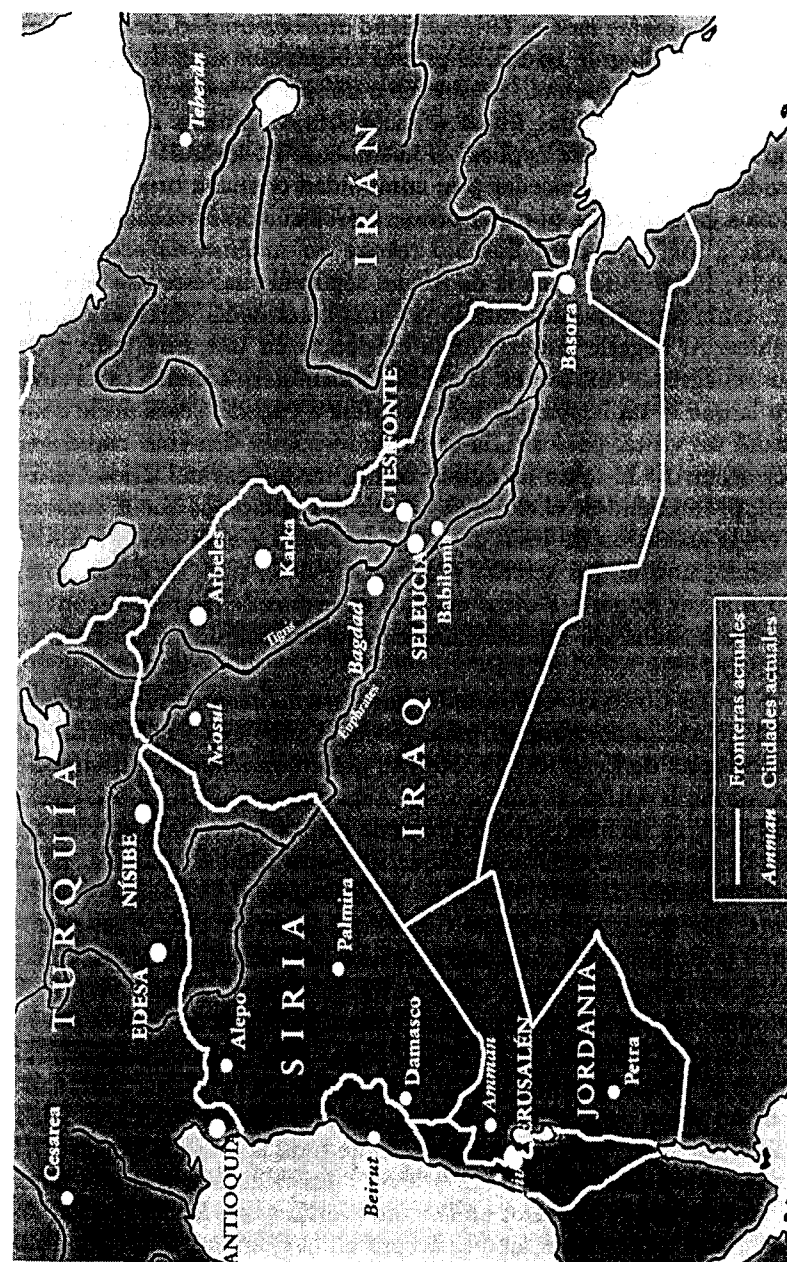 Teherán
Cesarea
TURQUÍA
NÍSIBE
EDESA
ANTIOQUÍA
Alepo
Mosul
Arbeles
Karka
IRÁN
SIRIA
Palmira
Tigris
Bagdad
CTESIFONTE
SELEUCIA
Babilonia
Euphrates
IRAQ
Beirut
Damasco
Amman
JERUSALÉN
JORDANIA
Petra
Basora
Fronteras actuales
Amman Ciudades actuales